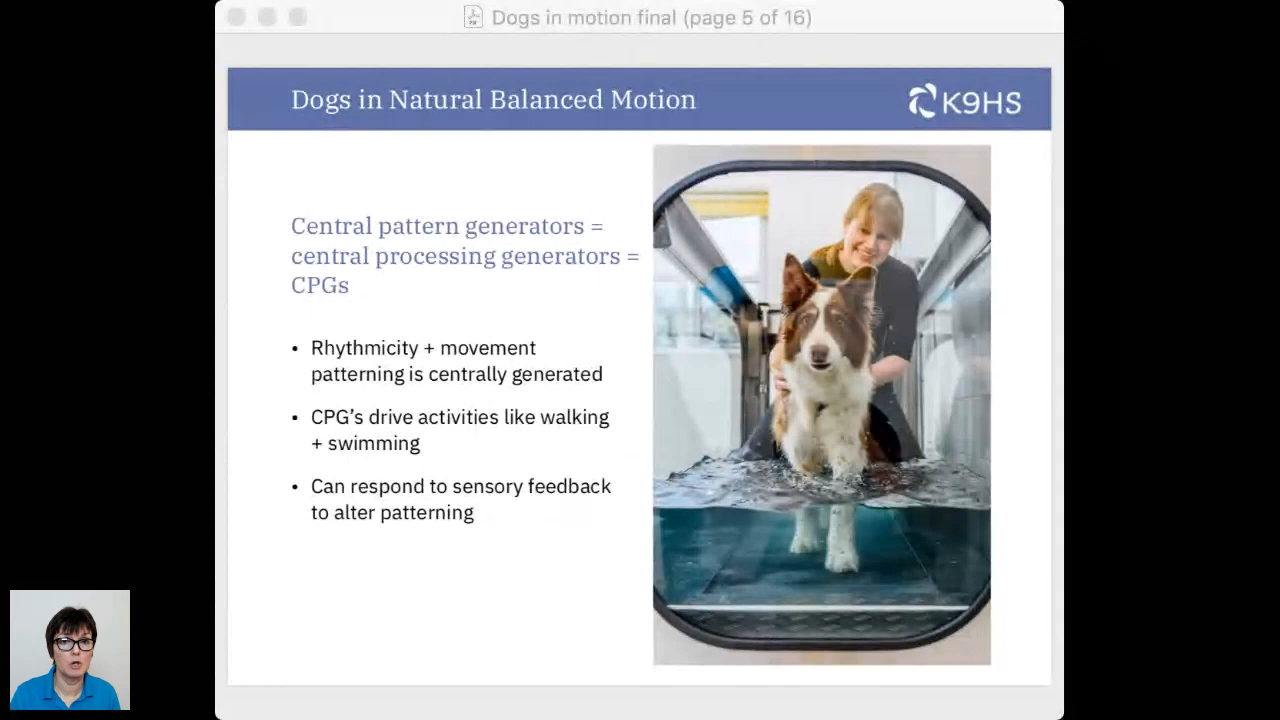 Dogs in motion final (page 5 of 16)
Dogs in Natural Balanced Motion
K9HS
Central pattern generators =
central processing generators =
CPGs
• Rhythmicity + movement
patterning is centrally generated
• CPG’s drive activities like walking
+ swimming
• Can respond to sensory feedback
to alter patterning